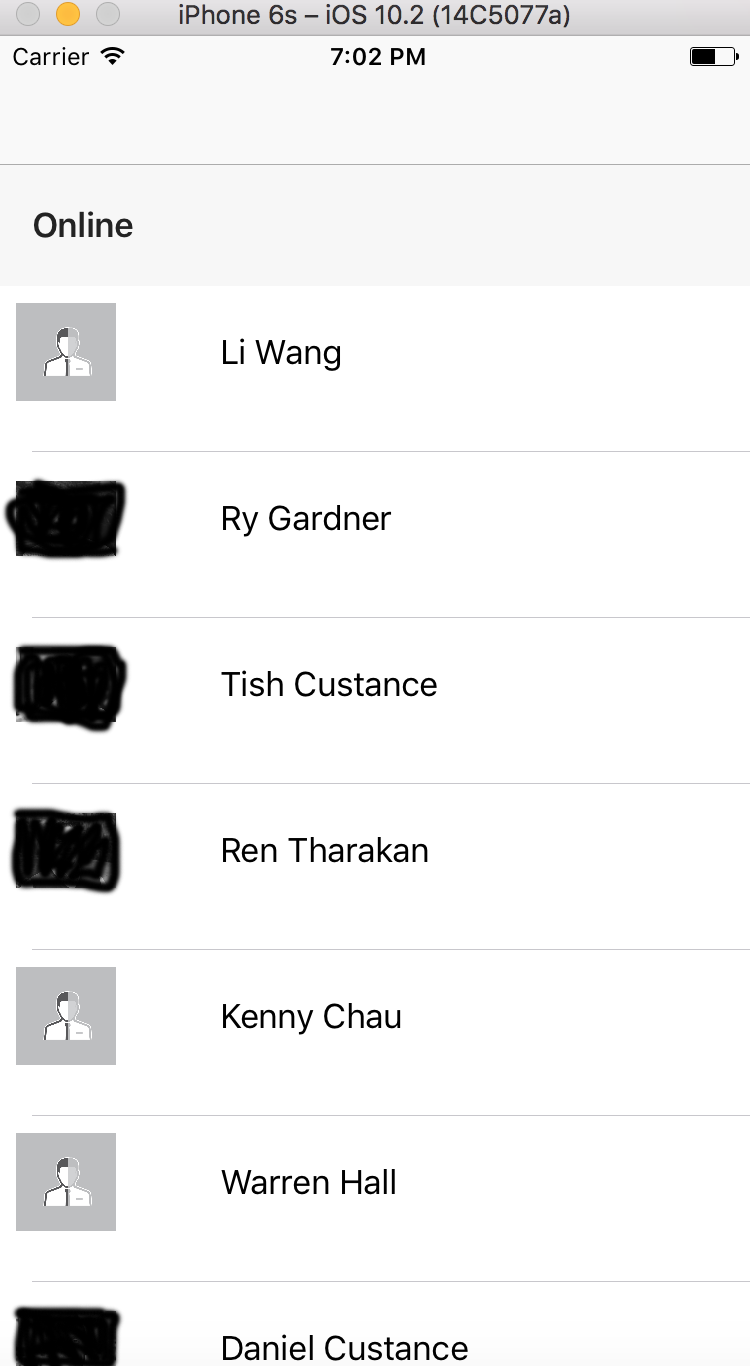 iPhone 6s – iOS 10.2 (14C5077a)
Carrier 7:02 PM
Online
Li Wang
Ry Gardner
Tish Custance
Ren Tharakan
Kenny Chau
Warren Hall
Daniel Custance